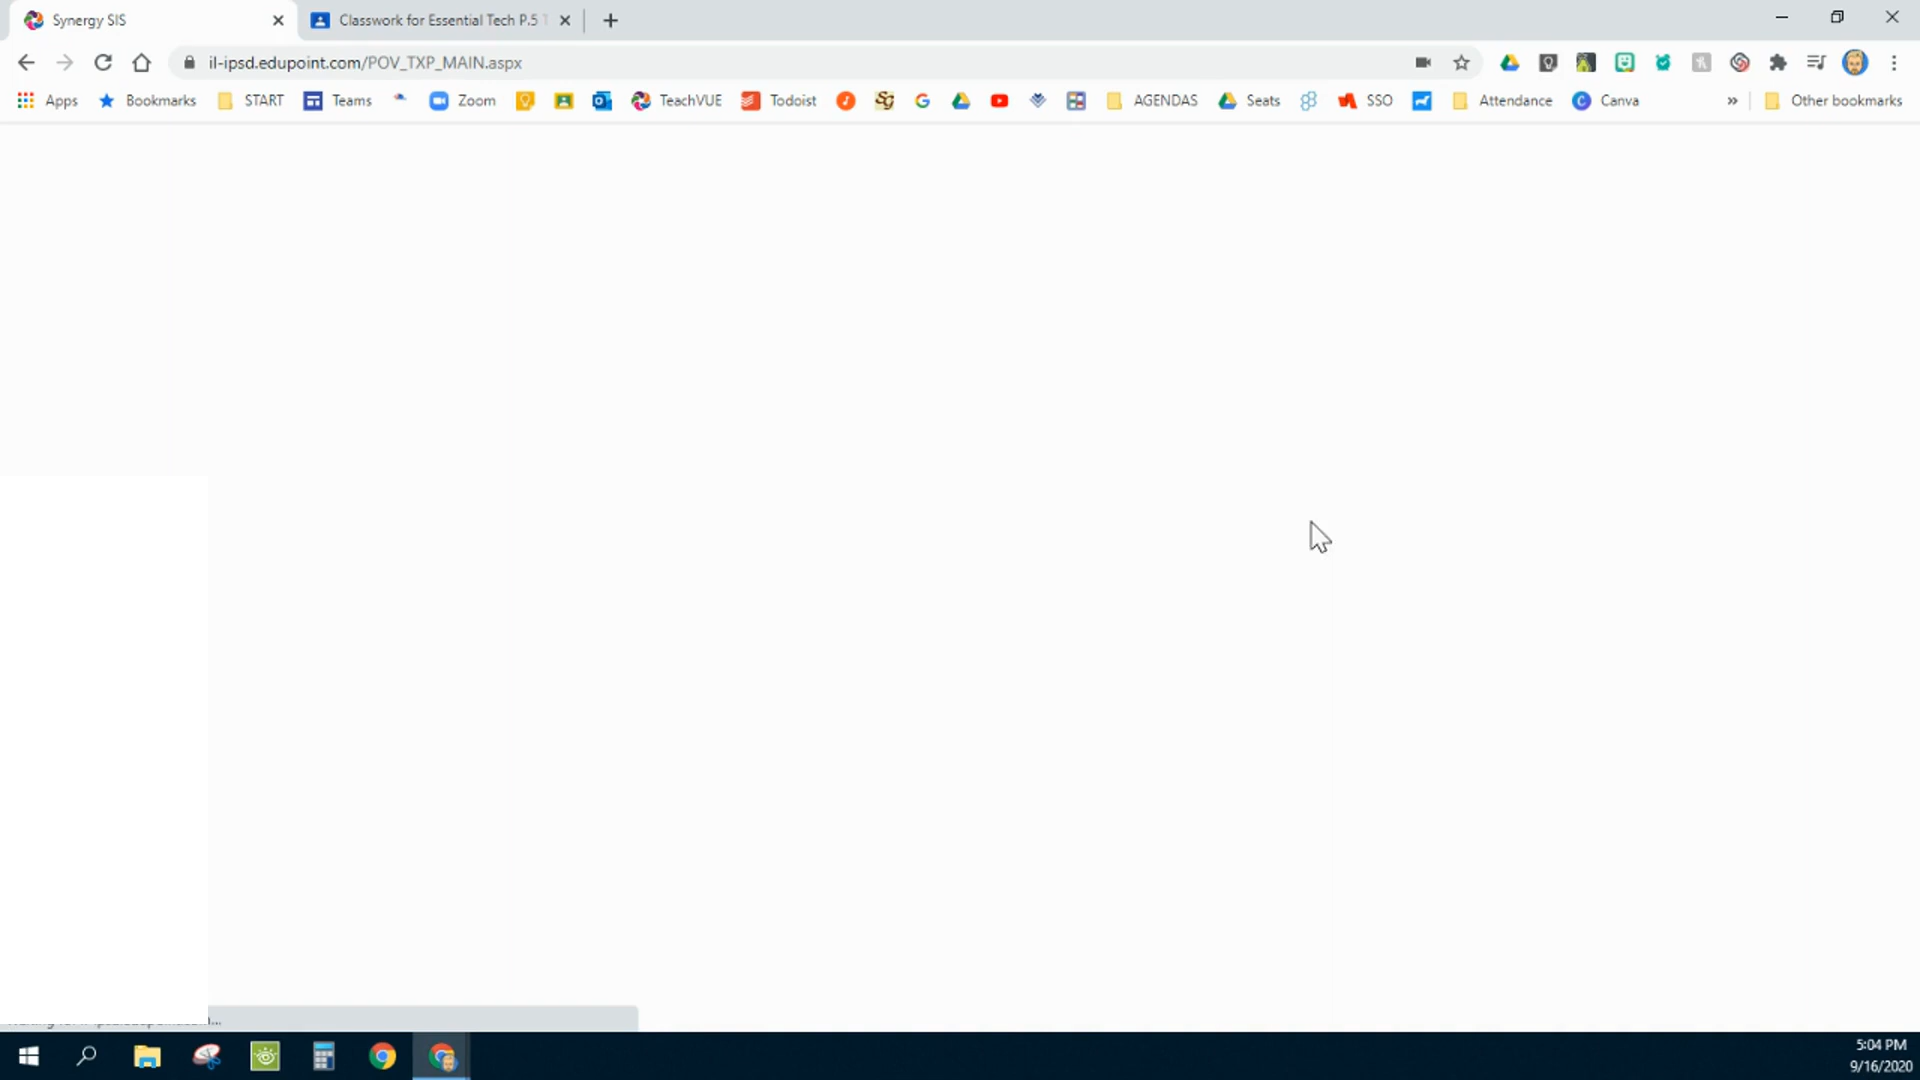 Synergy SIS
Classwork for Essential Tech P.5
il-ipsd.edupoint.com/POV_TXP_MAIN.aspx
Apps Bookmarks START Teams Zoom TeachVUE Todoist AGENDAS Seats SSO Attendance Canva » Other bookmarks
5:04 PM
9/16/2020